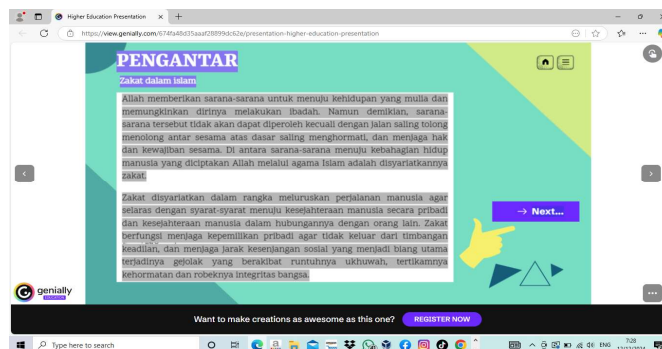 Higher Education Presentation
https://view.genially.com/674fa48d35aaaf28899dc62e/presentation-higher-education-presentation
PENGANTAR
Zakat dalam islam
Allah memberikan sarana-sarana untuk menuju kehidupan yang mulia dan
memungkinkan dirinya melakukan ibadah. Namun demikian, sarana-
sarana tersebut tidak akan dapat diperoleh kecuali dengan jalan saling tolong
menolong antar sesama atas dasar saling menghormati, dan menjaga hak
dan kewajiban sesama. Di antara sarana-sarana menuju kebahagian hidup
manusia yang diciptakan Allah melalui agama Islam adalah disyariatkannya
zakat.
Zakat disyariatkan dalam rangka meluruskan perjalanan manusia agar
selaras dengan syarat-syarat menuju kesejahteraan manusia secara pribadi
dan kesejahteraan manusia dalam hubungannya dengan orang lain. Zakat
berfungsi menjaga kepemilikan pribadi agar tidak keluar dari timbangan
keadilan, dan menjaga jarak kesenjangan sosial yang menjadi biang utama
terjadinya gejolak yang berakibat runtuhnya ukhuwah, tertikamnya
kehormatan dan robeknya integritas bangsa.
→ Next...
genially
Want to make creations as awesome as this one?
REGISTER NOW
Type here to search
ENG
7:28
12/12/2024